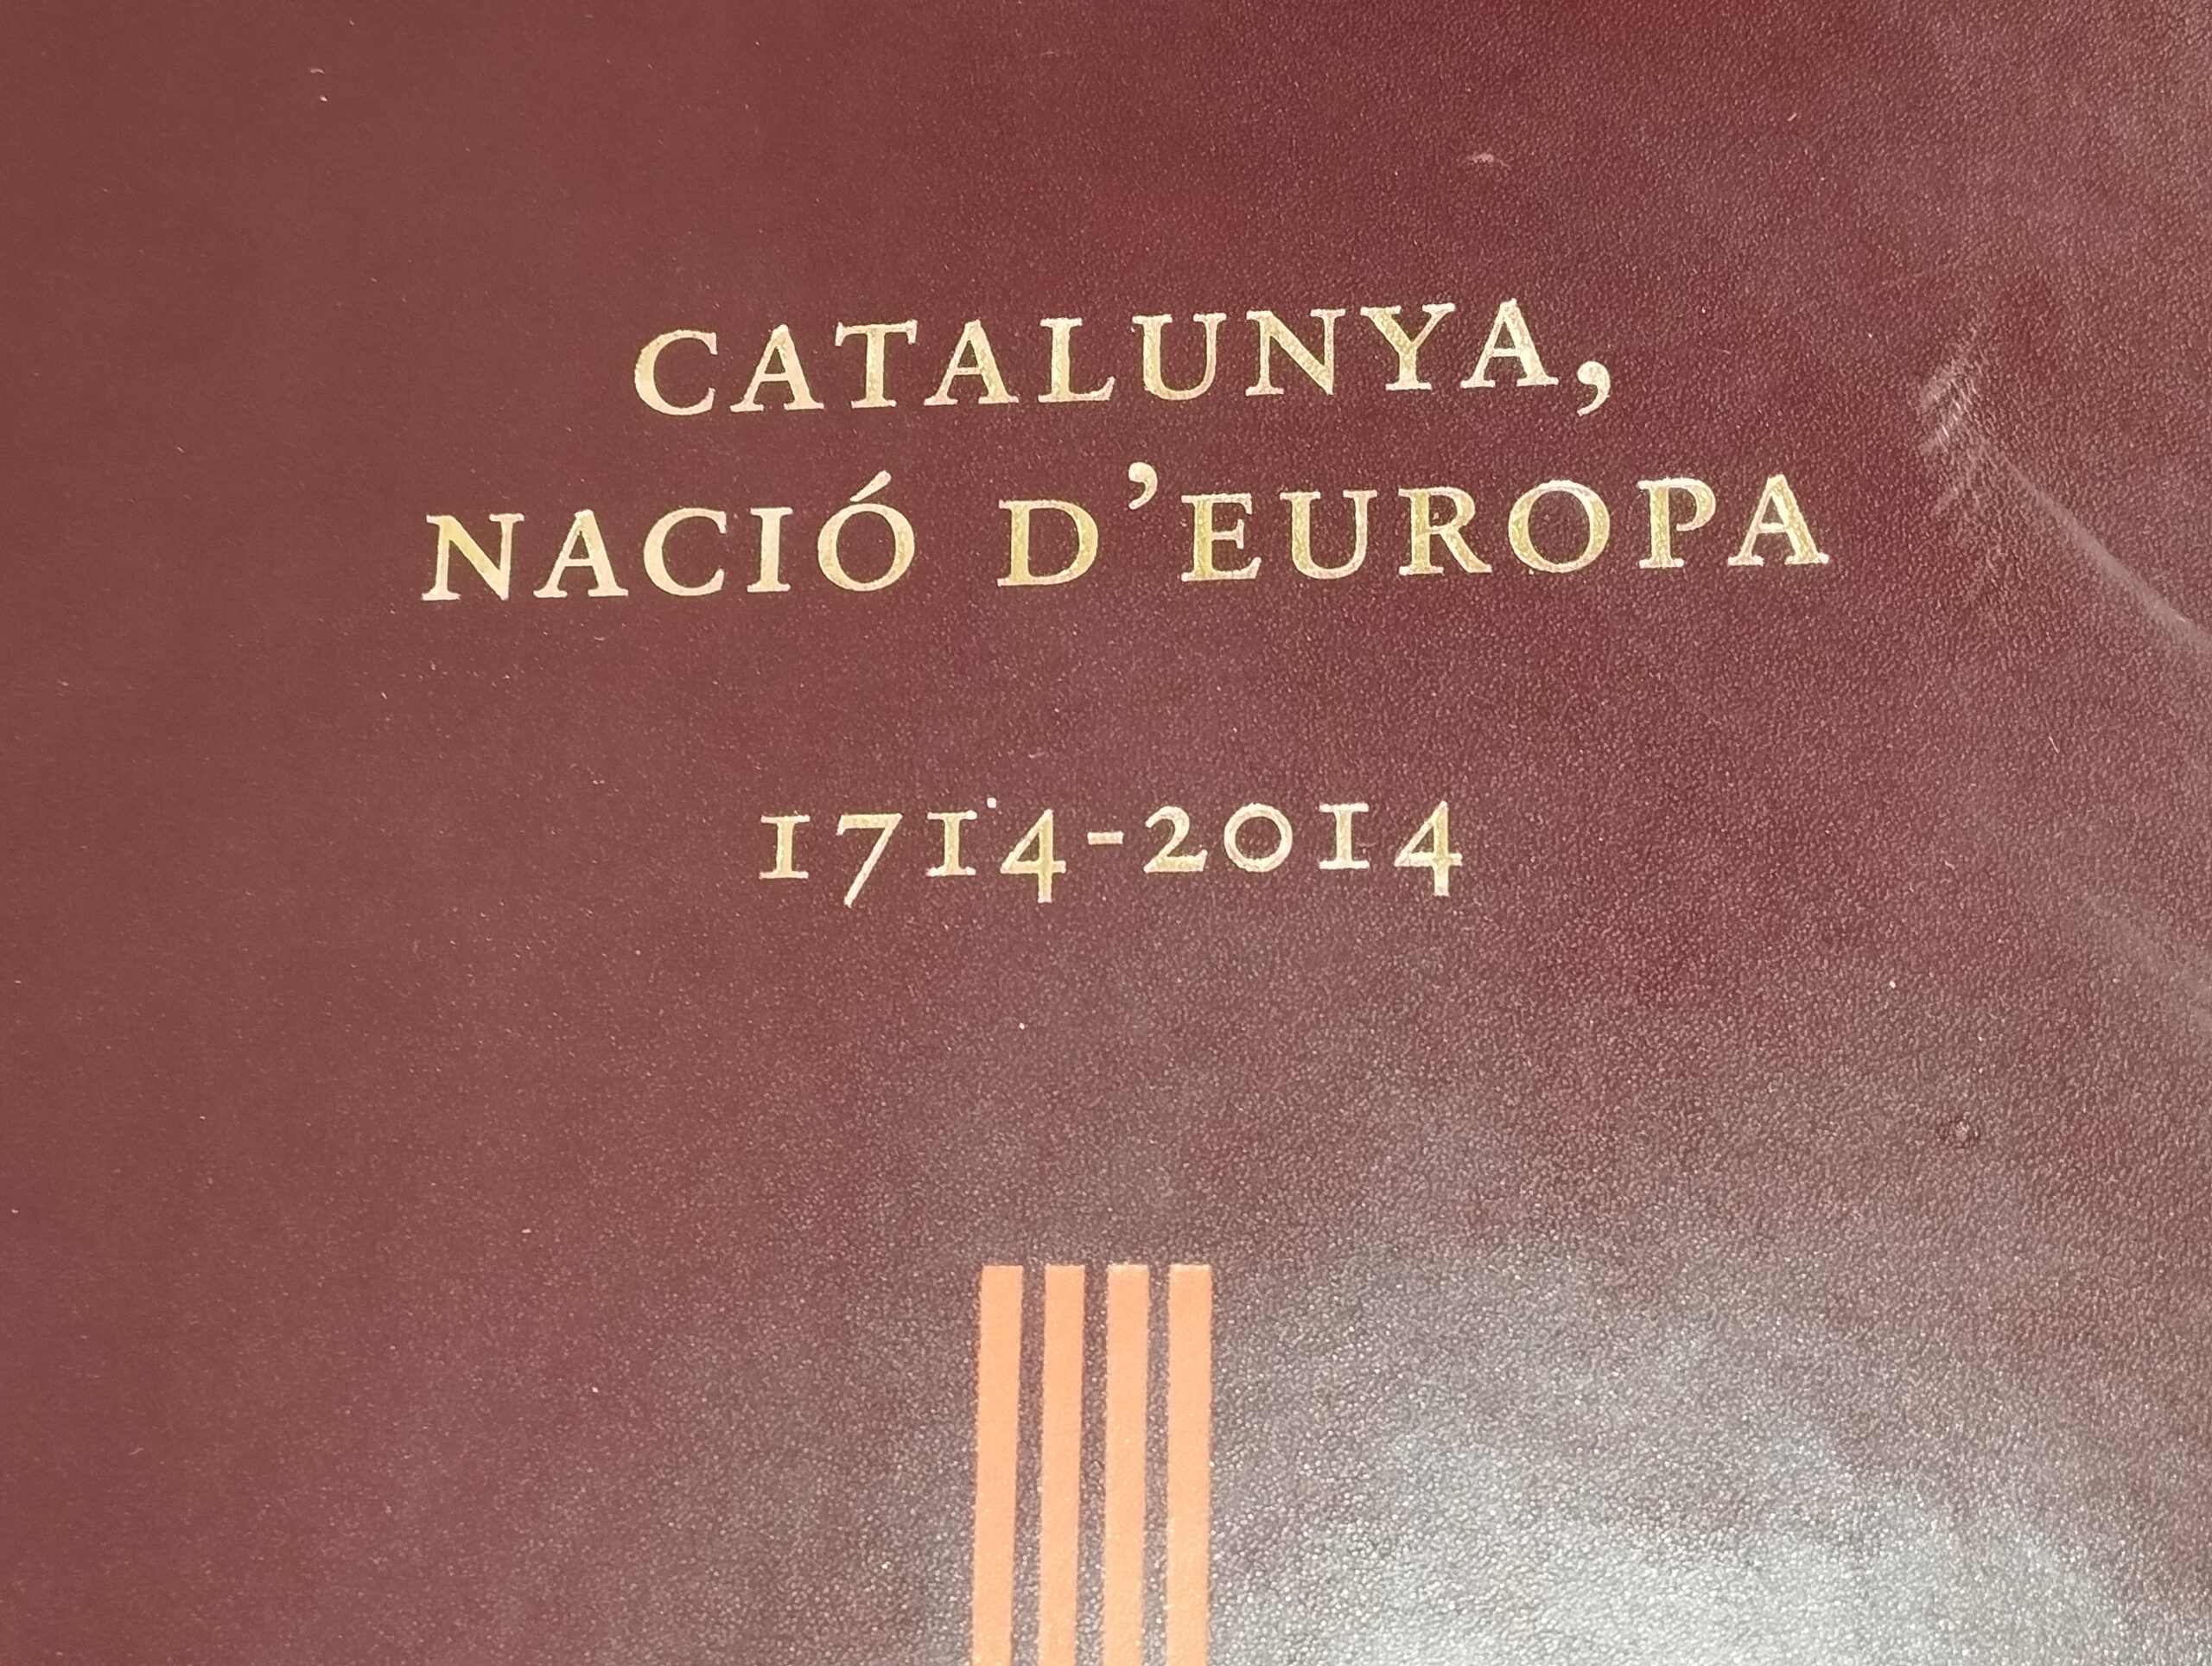 CATALUNYA,
NACIÓ D'EUROPA
1714-2014